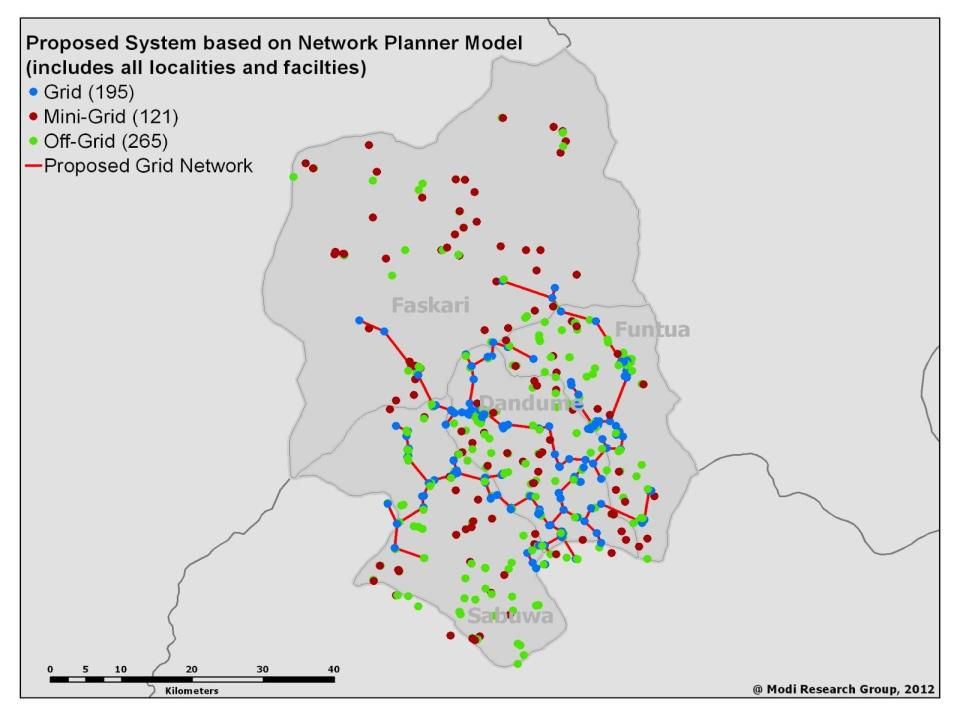 Proposed System based on Network Planner Model
(includes all localities and facilties)
Grid (195)
Mini-Grid (121)
Off-Grid (265)
Proposed Grid Network
Faskari
Funtua
Dandume
Sabuwa
0 5 10 20 30 40
Kilometers
@ Modi Research Group, 2012